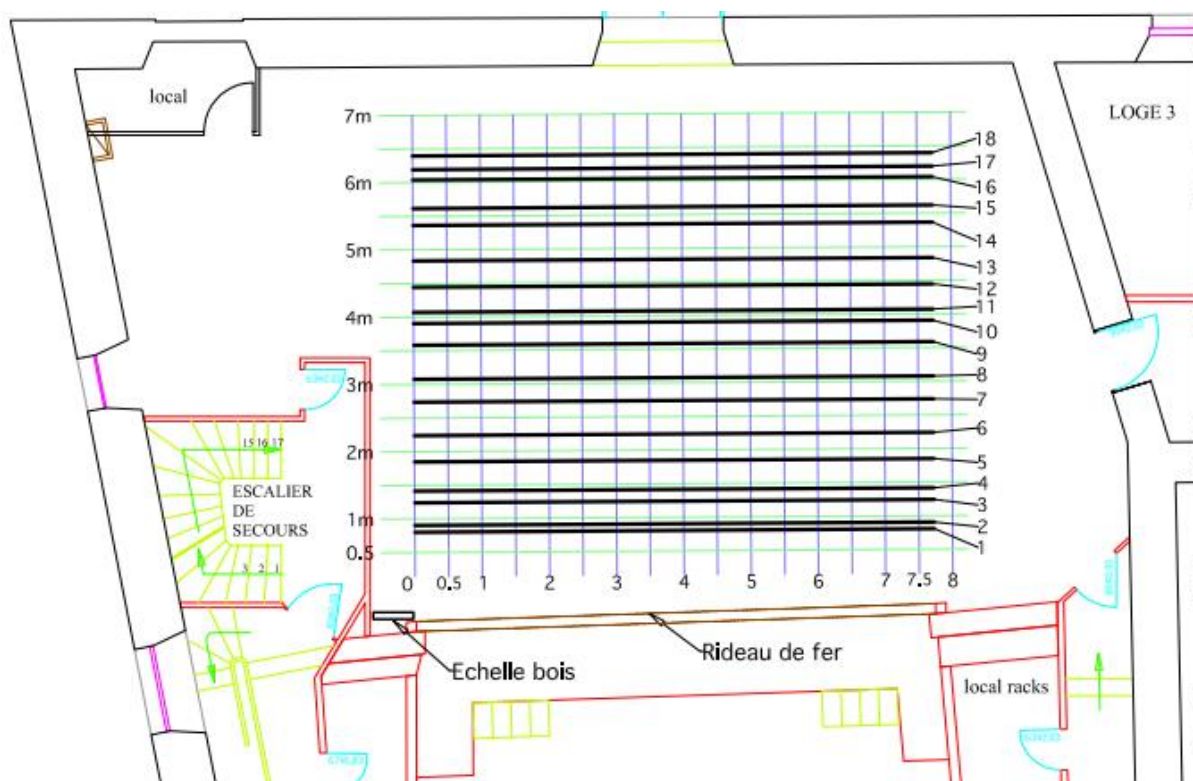 local
LOGE 3
7m
18
17
6m
16
15
5m
14
13
12
4m
11
10
9
3m
8
7
6
15 16 17
2m
5
ESCALIER
DE
SECOURS
4
3
1m
2
0.5
1
3 2 1
0 0.5 1 2 3 4 5 6 7 7.5 8
Rideau de fer
Echelle bois
local racks